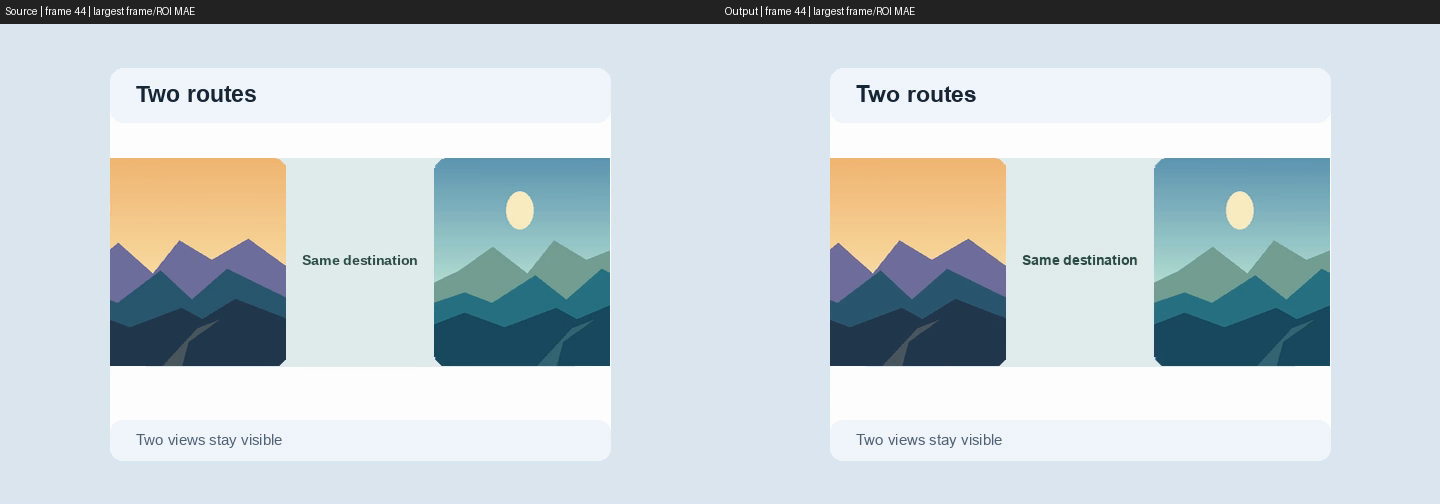 Source | frame 44 | largest frame/ROI MAE
Output | frame 44 | largest frame/ROI MAE
Two routes
Two routes
Same destination
Same destination
Two views stay visible
Two views stay visible